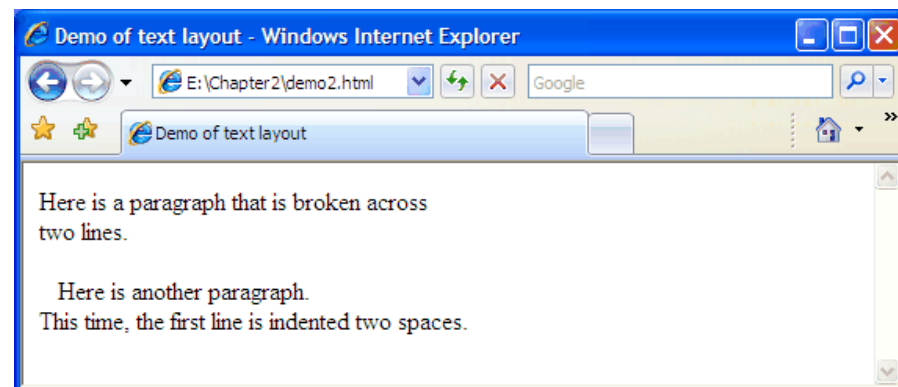 Demo of text layout - Windows Internet Explorer
E:\Chapter2\demo2.html
Google
Demo of text layout
»
Here is a paragraph that is broken across
two lines.
Here is another paragraph.
This time, the first line is indented two spaces.